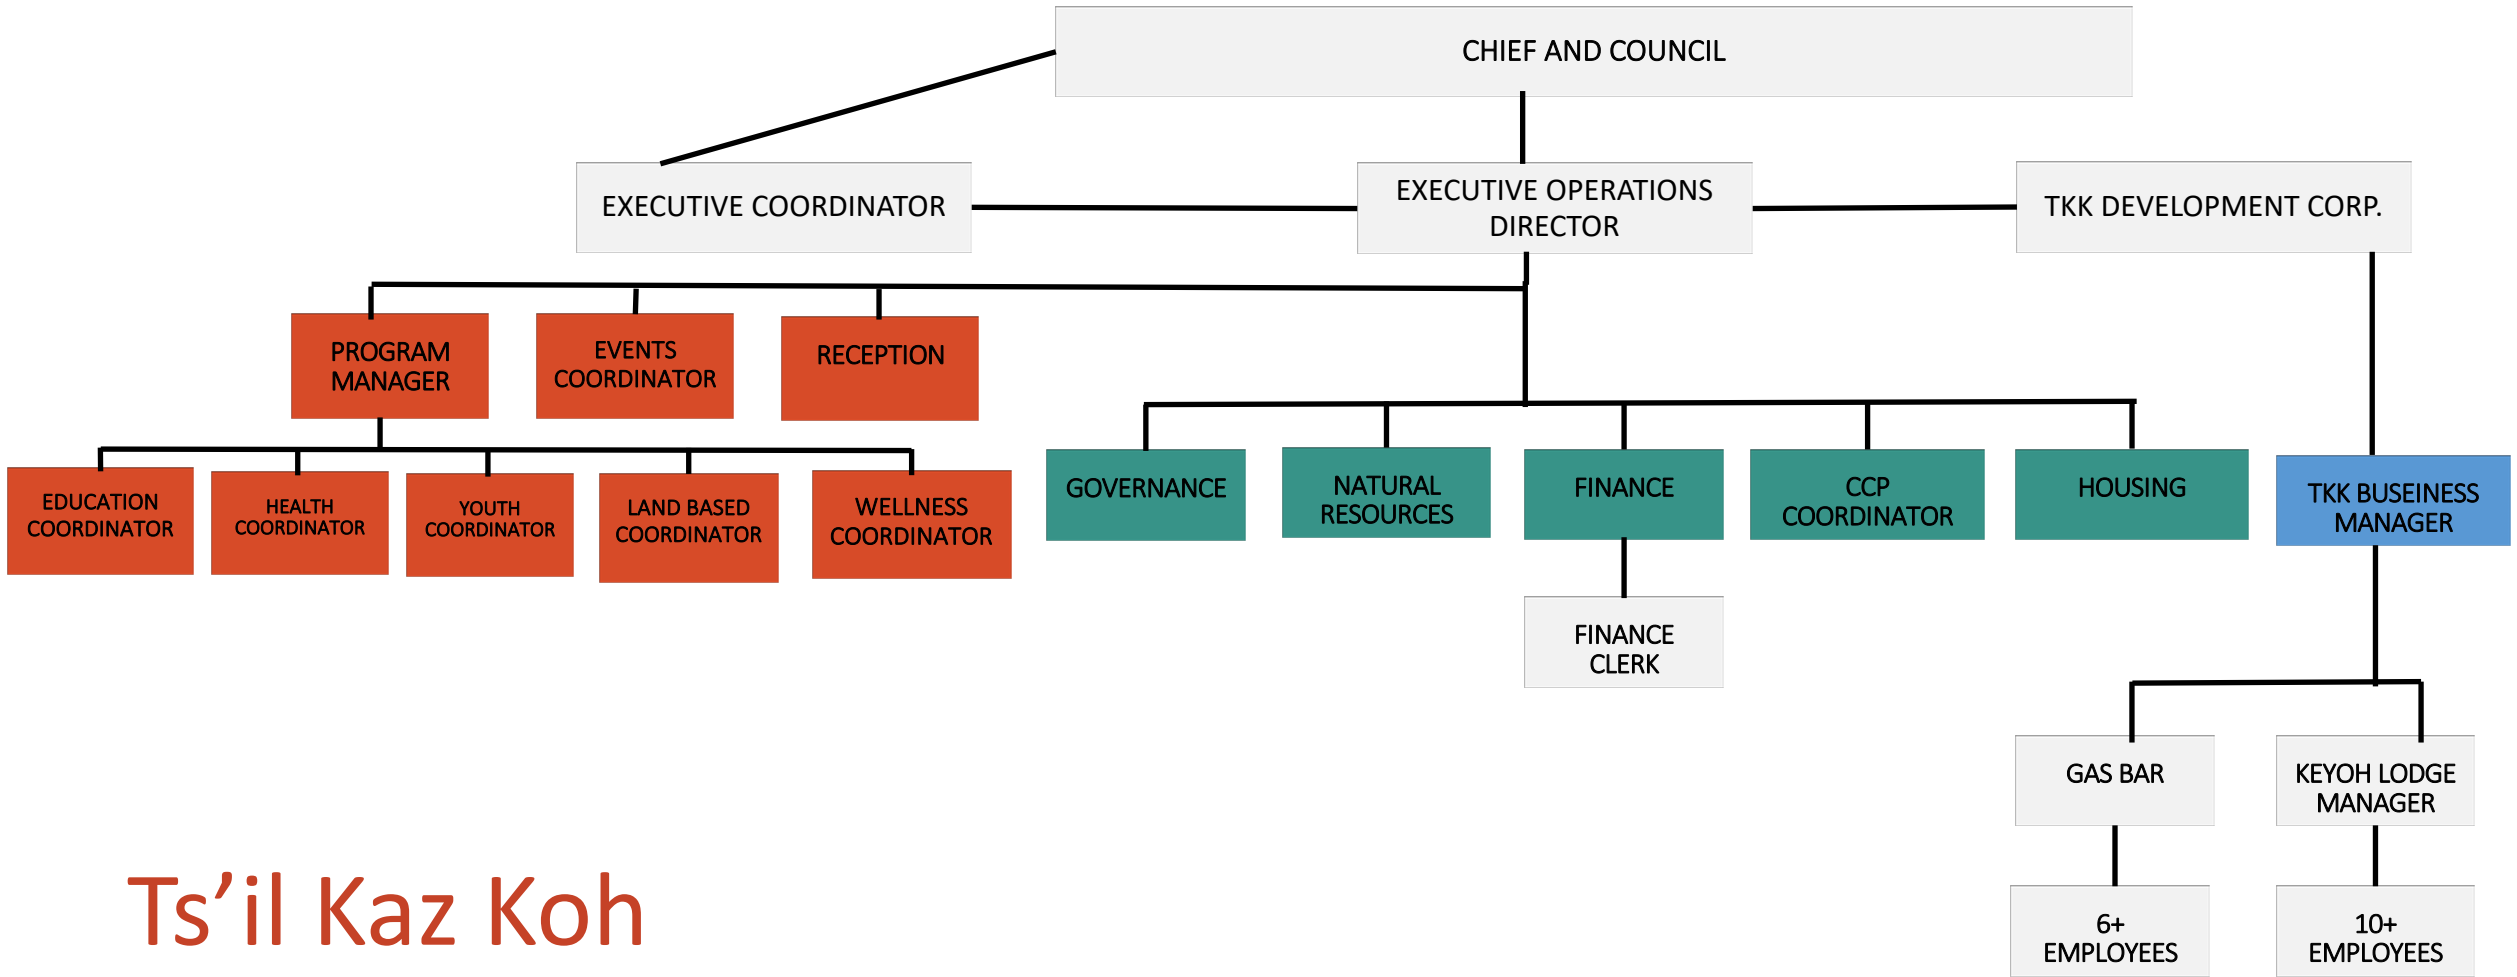 CHIEF AND COUNCIL
EXECUTIVE COORDINATOR
EXECUTIVE OPERATIONS
DIRECTOR
TKK DEVELOPMENT CORP.
PROGRAM
MANAGER
EVENTS
COORDINATOR
RECEPTION
EDUCATION
COORDINATOR
HEALTH
COORDINATOR
YOUTH
COORDINATOR
LAND BASED
COORDINATOR
WELLNESS
COORDINATOR
GOVERNANCE
NATURAL
RESOURCES
FINANCE
CCP
COORDINATOR
HOUSING
TKK BUSEINESS
MANAGER
FINANCE
CLERK
GAS BAR
KEYOH LODGE
MANAGER
6+
EMPLOYEES
10+
EMPLOYEES
Ts’il Kaz Koh